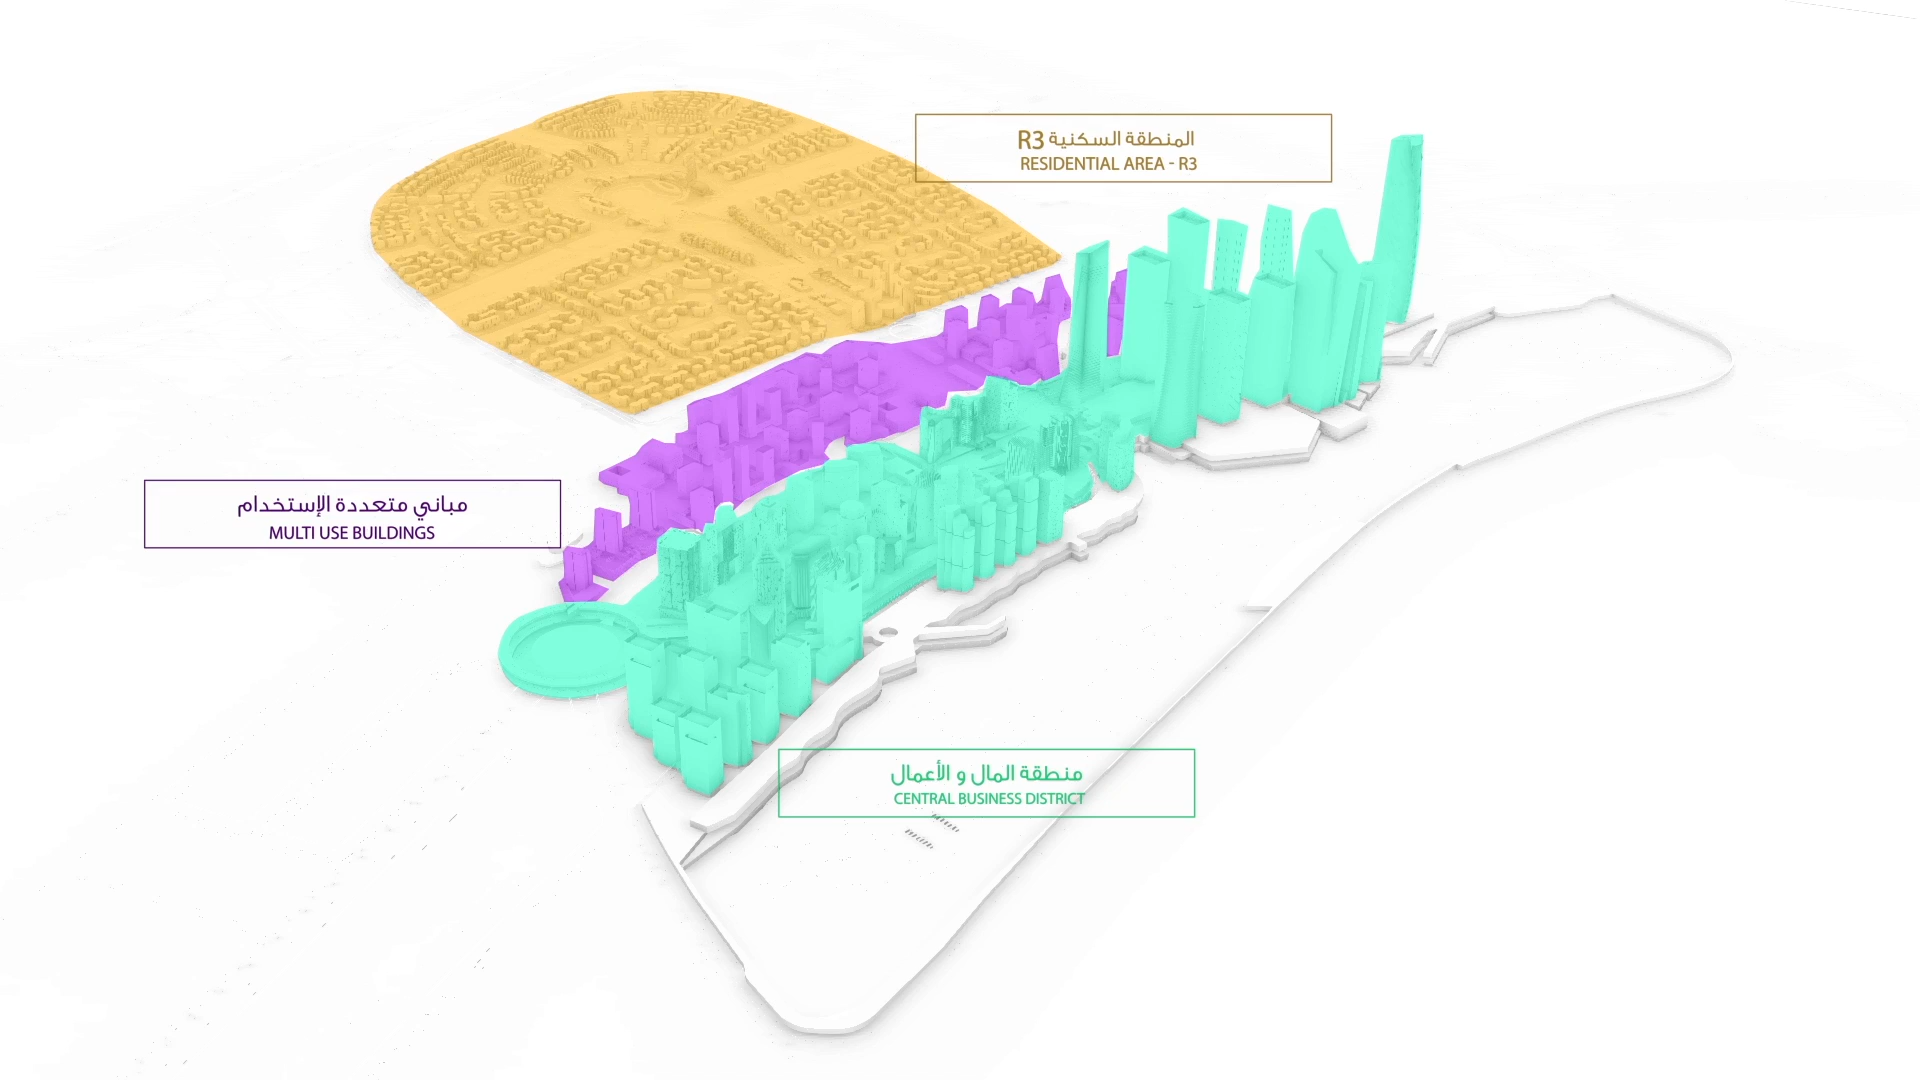 المنطقة السكنية R3
RESIDENTIAL AREA - R3
مباني متعددة الإستخدام
MULTI USE BUILDINGS
منطقة المال و الأعمال
CENTRAL BUSINESS DISTRICT